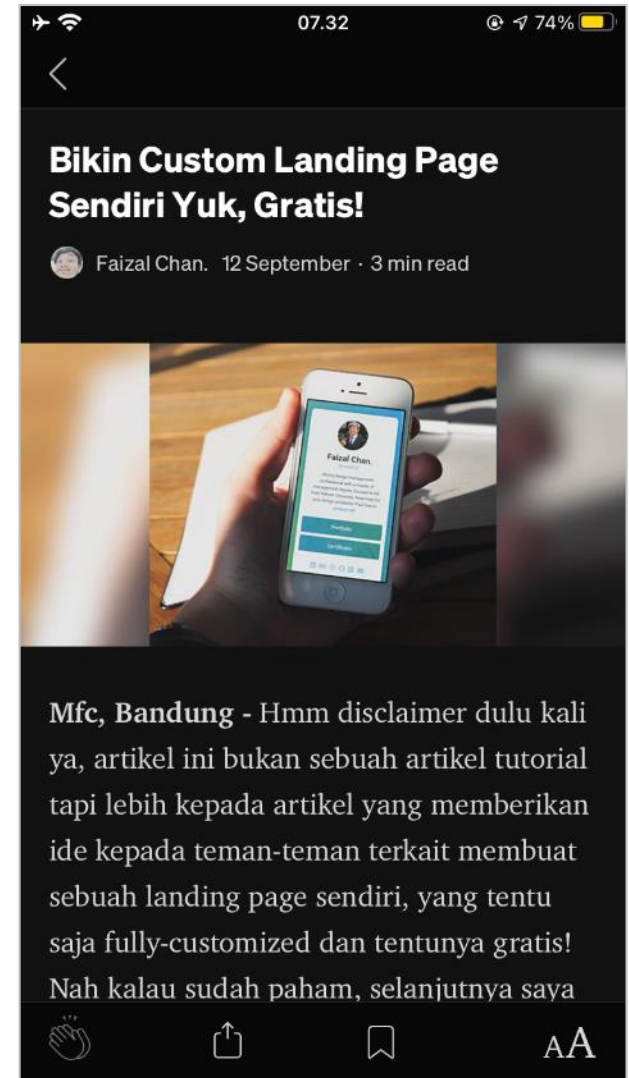 07.32
74%
Bikin Custom Landing Page
Sendiri Yuk, Gratis!
Faizal Chan. 12 September · 3 min read
Faizal Chan.
Portfolio
Certificate
Mfc, Bandung - Hmm disclaimer dulu kali
ya, artikel ini bukan sebuah artikel tutorial
tapi lebih kepada artikel yang memberikan
ide kepada teman-teman terkait membuat
sebuah landing page sendiri, yang tentu
saja fully-customized dan tentunya gratis!
Nah kalau sudah paham, selanjutnya saya
AA